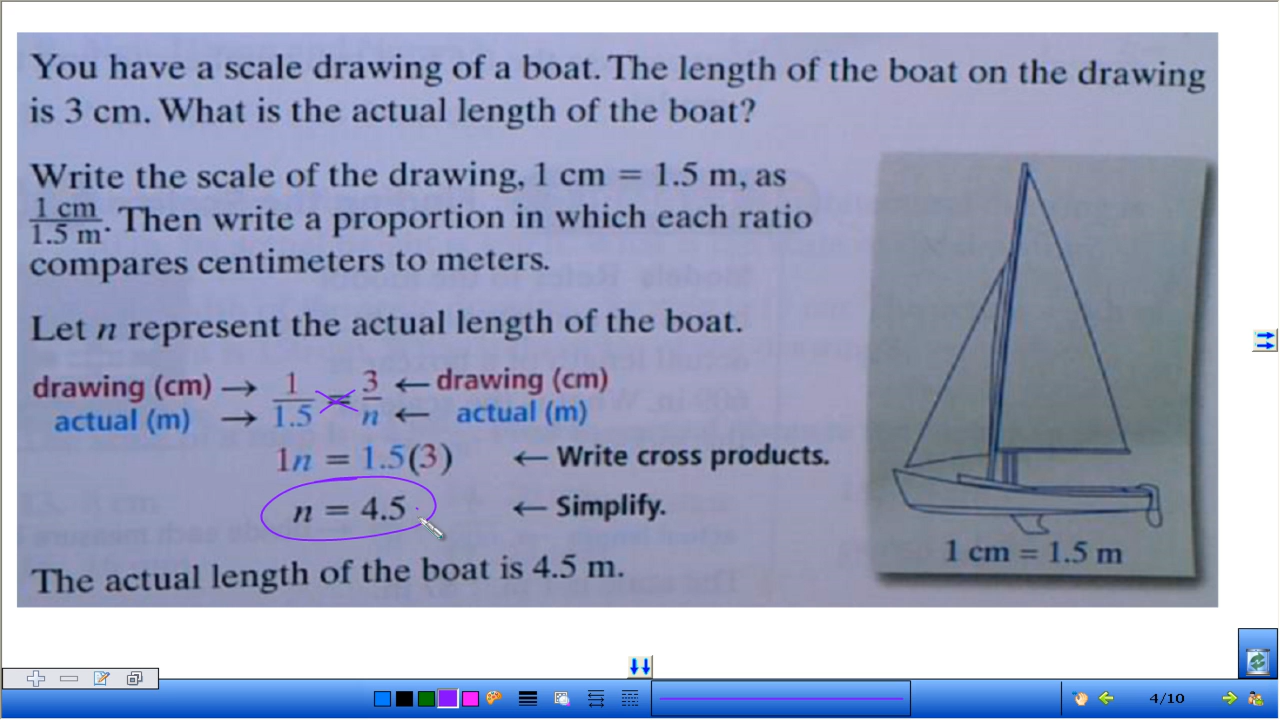 You have a scale drawing of a boat. The length of the boat on the drawing
is 3 cm. What is the actual length of the boat?
Write the scale of the drawing, 1 cm = 1.5 m, as
1 cm
1.5 m
. Then write a proportion in which each ratio
compares centimeters to meters.
Let n represent the actual length of the boat.
drawing (cm) → 1 = 3 ← drawing (cm)
actual (m) → 1.5 n ← actual (m)
1n = 1.5(3) ← Write cross products.
n = 4.5 ← Simplify.
The actual length of the boat is 4.5 m.
1 cm = 1.5 m
4/10